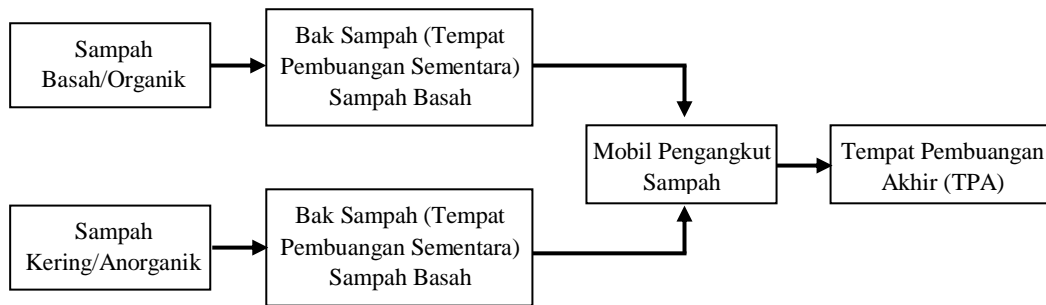 Sampah
Basah/Organik
Bak Sampah (Tempat
Pembuangan Sementara)
Sampah Basah
Mobil Pengangkut
Sampah
Tempat Pembuangan
Akhir (TPA)
Sampah
Kering/Anorganik
Bak Sampah (Tempat
Pembuangan Sementara)
Sampah Basah